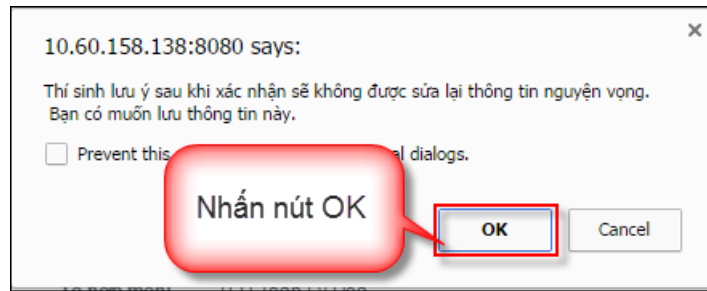 10.60.158.138:8080 says:
Thí sinh lưu ý sau khi xác nhận sẽ không được sửa lại thông tin nguyện vọng.
Bạn có muốn lưu thông tin này.
Prevent this dialogs.
Nhấn nút OK
OK Cancel